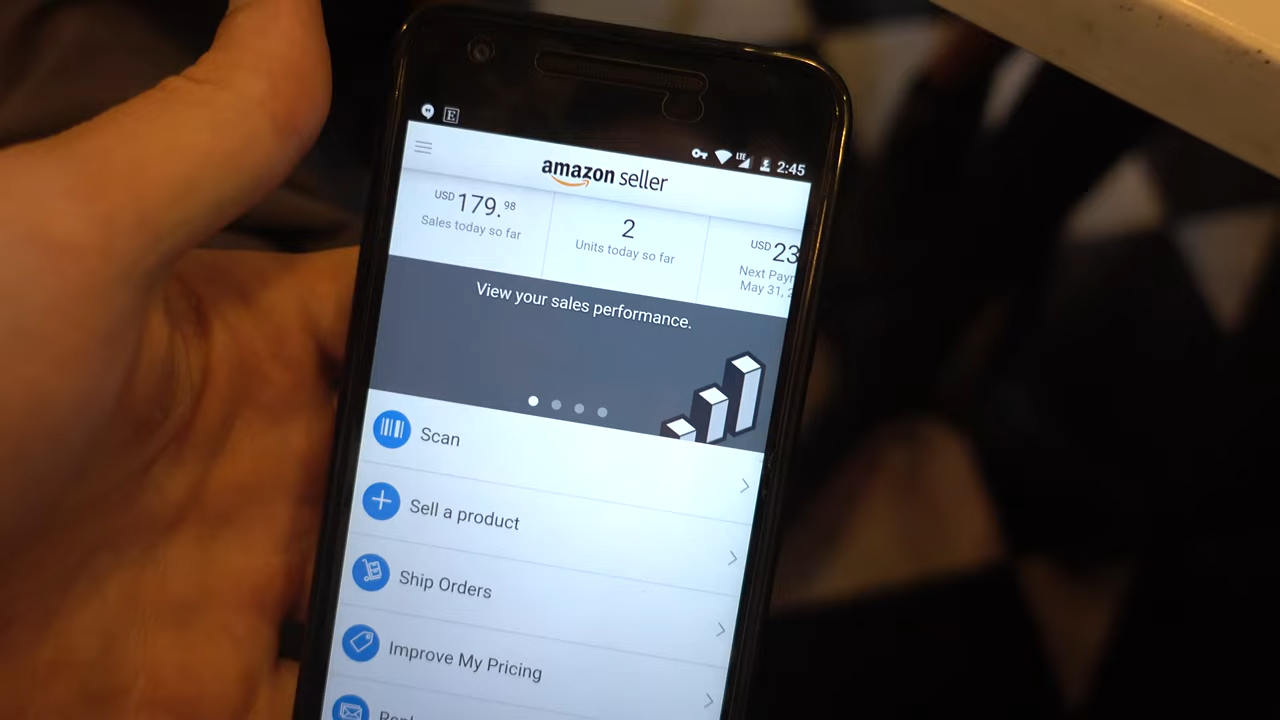 E
LTE 2:45
amazon seller
USD 179.98
Sales today so far
2
Units today so far
USD 23
Next
May 31,
View your sales performance.
Scan
Sell a product
Ship Orders
Improve My Pricing